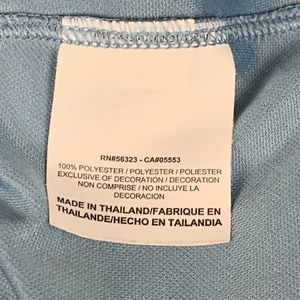 RN#56323 - CA#05553
100% POLYESTER / POLYESTER / POLIESTER
EXCLUSIVE OF DECORATION / DECORATION
NON COMPRISE / NO INCLUYE LA
DECORACION
MADE IN THAILAND/FABRIQUE EN
THAILANDE/HECHO EN TAILANDIA